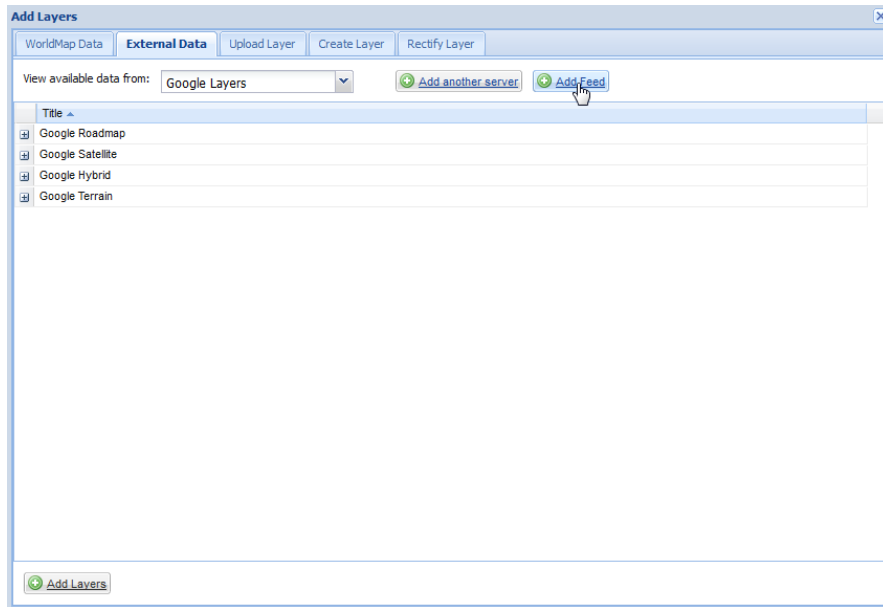 Add Layers
WorldMap Data External Data Upload Layer Create Layer Rectify Layer
View available data from: Google Layers Add another server Add Feed
Title
Google Roadmap
Google Satellite
Google Hybrid
Google Terrain
Add Layers